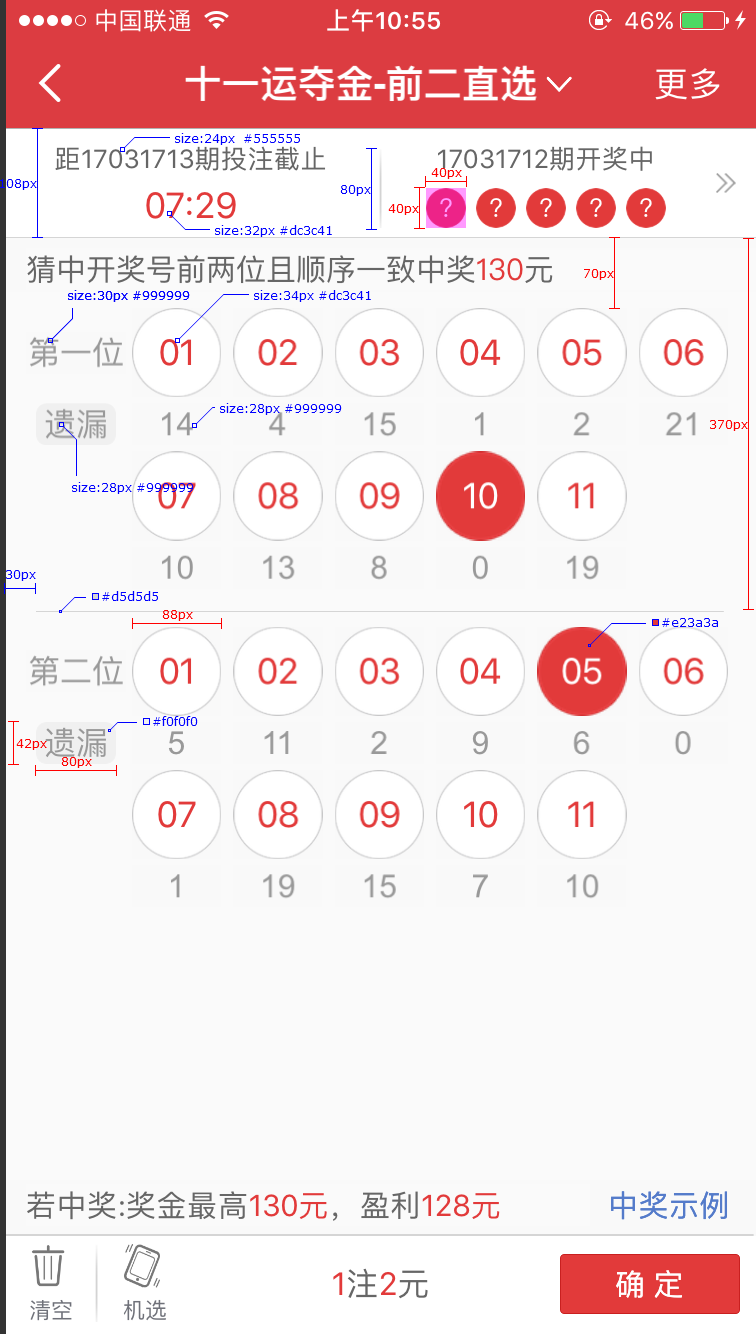 中国联通 上午10:55 46%
十一运夺金-前二直选 更多
size:24px #555555
距17031713期投注截止 17031712期开奖中
108px 80px 40px
07:29 40px ? ? ? ? ?
size:32px #dc3c41
猜中开奖号前两位且顺序一致中奖130元 70px
size:30px #999999 size:34px #dc3c41
第一位 01 02 03 04 05 06
size:28px #999999
遗漏 14 4 15 1 2 21 370px
size:28px #999999
07 08 09 10 11
10 13 8 0 19
30px
#d5d5d5
88px #e23a3a
第二位 01 02 03 04 05 06
#f0f0f0
遗漏 5 11 2 9 6 0
42px
80px
07 08 09 10 11
1 19 15 7 10
若中奖:奖金最高130元，盈利128元 中奖示例
清空 机选 1注2元 确 定